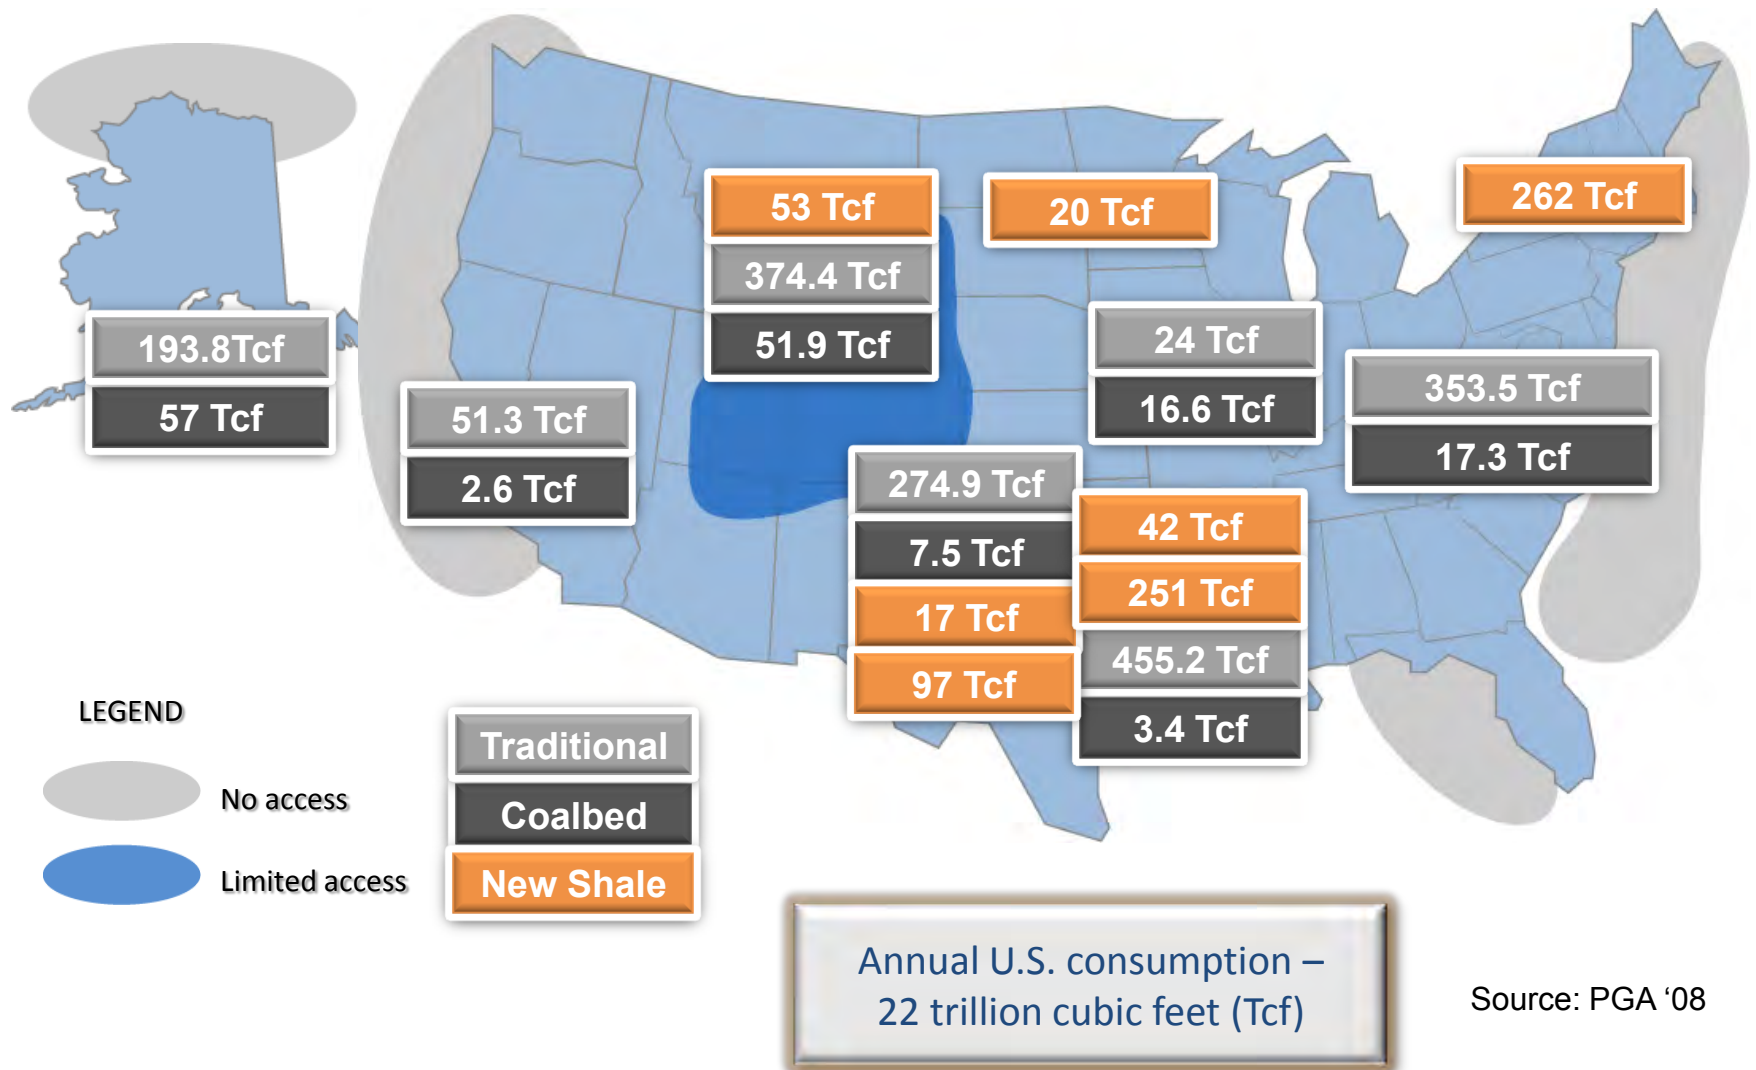 53 Tcf
374.4 Tcf
51.9 Tcf
20 Tcf
262 Tcf
193.8Tcf
57 Tcf
51.3 Tcf
2.6 Tcf
24 Tcf
16.6 Tcf
353.5 Tcf
17.3 Tcf
274.9 Tcf
7.5 Tcf
17 Tcf
97 Tcf
42 Tcf
251 Tcf
455.2 Tcf
3.4 Tcf
LEGEND
No access
Limited access
Traditional
Coalbed
New Shale
Annual U.S. consumption –
22 trillion cubic feet (Tcf)
Source: PGA ‘08